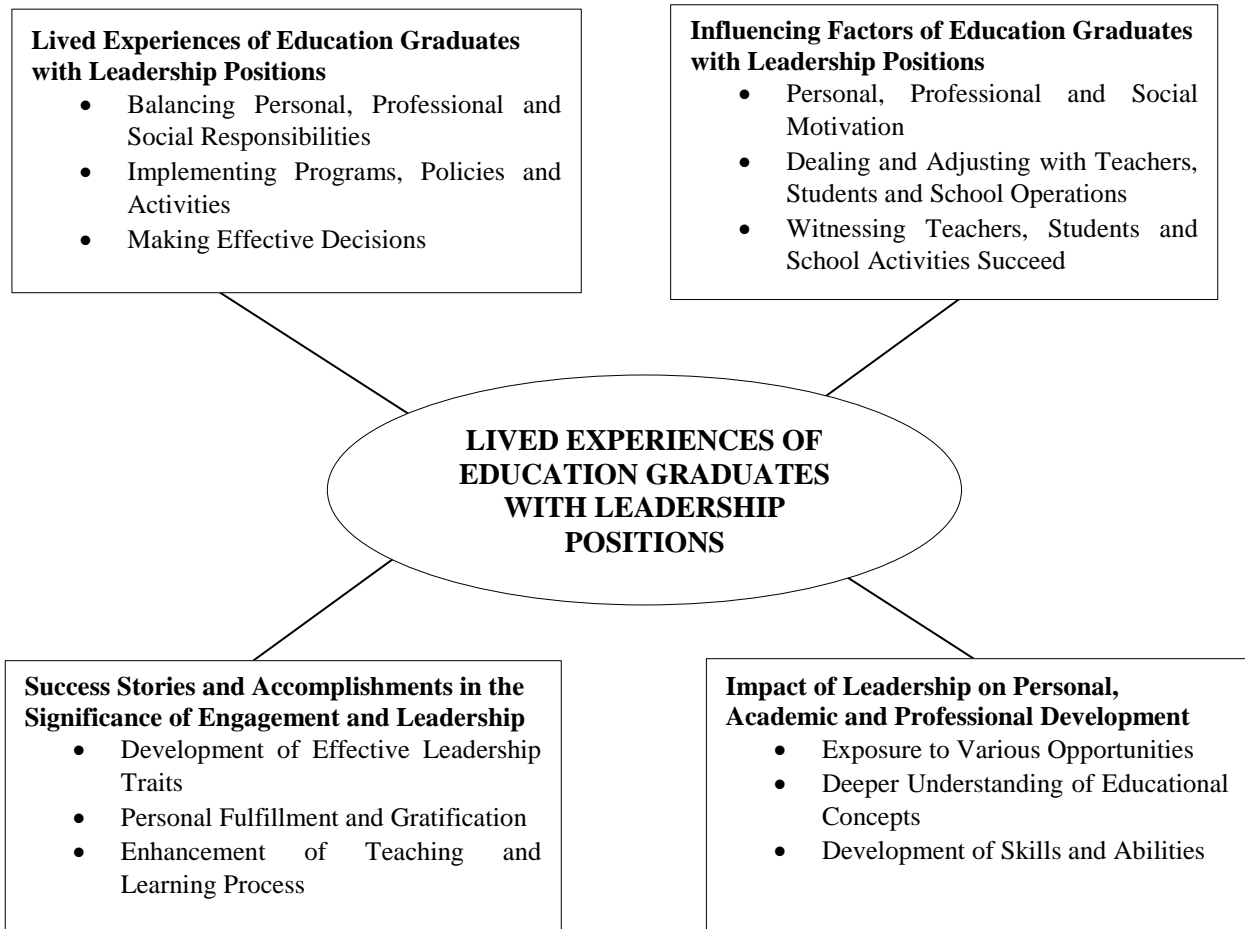 Lived Experiences of Education Graduates
with Leadership Positions
• Balancing Personal, Professional and
Social Responsibilities
• Implementing Programs, Policies and
Activities
• Making Effective Decisions
Influencing Factors of Education Graduates
with Leadership Positions
• Personal, Professional and Social
Motivation
• Dealing and Adjusting with Teachers,
Students and School Operations
• Witnessing Teachers, Students and
School Activities Succeed
LIVED EXPERIENCES OF
EDUCATION GRADUATES
WITH LEADERSHIP
POSITIONS
Success Stories and Accomplishments in the
Significance of Engagement and Leadership
• Development of Effective Leadership
Traits
• Personal Fulfillment and Gratification
• Enhancement of Teaching and
Learning Process
Impact of Leadership on Personal,
Academic and Professional Development
• Exposure to Various Opportunities
• Deeper Understanding of Educational
Concepts
• Development of Skills and Abilities